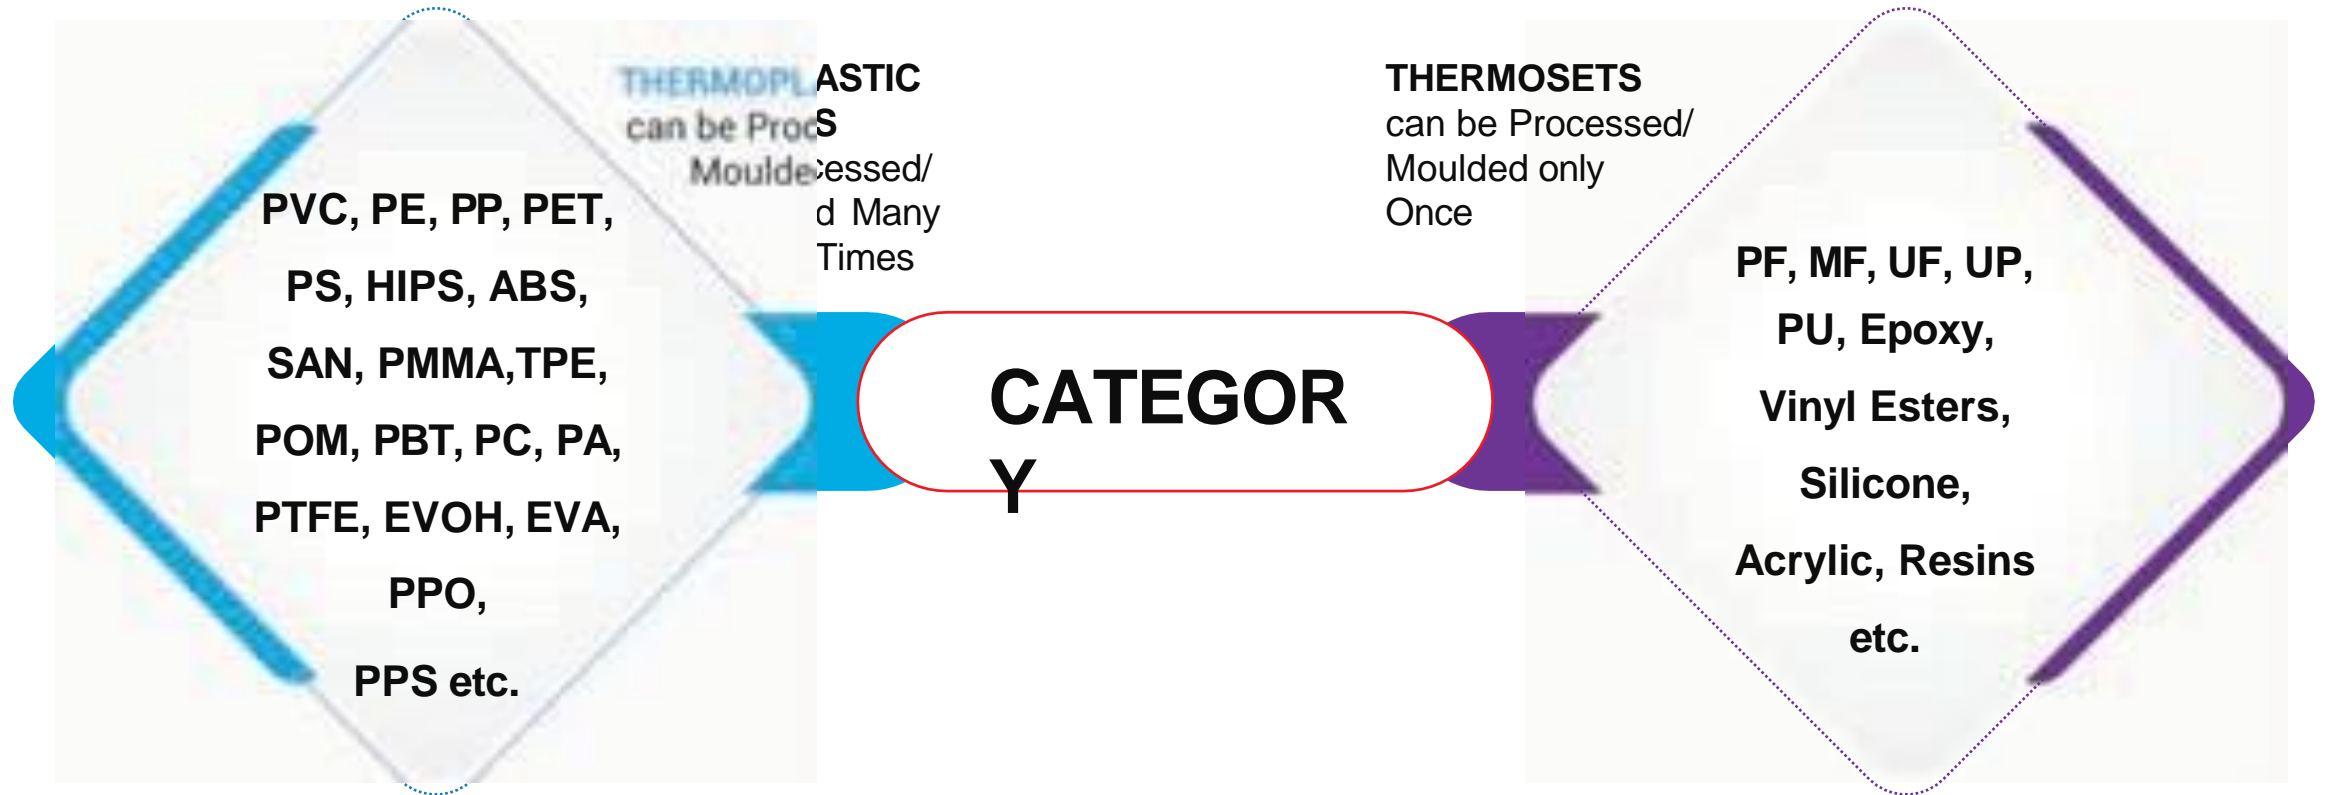 THERMOPLASTIC
S
can be Processed/
Moulded Many
Times
PVC, PE, PP, PET,
PS, HIPS, ABS,
SAN, PMMA,TPE,
POM, PBT, PC, PA,
PTFE, EVOH, EVA,
PPO,
PPS etc.
CATEGOR
Y
THERMOSETS
can be Processed/
Moulded only
Once
PF, MF, UF, UP,
PU, Epoxy,
Vinyl Esters,
Silicone,
Acrylic, Resins
etc.